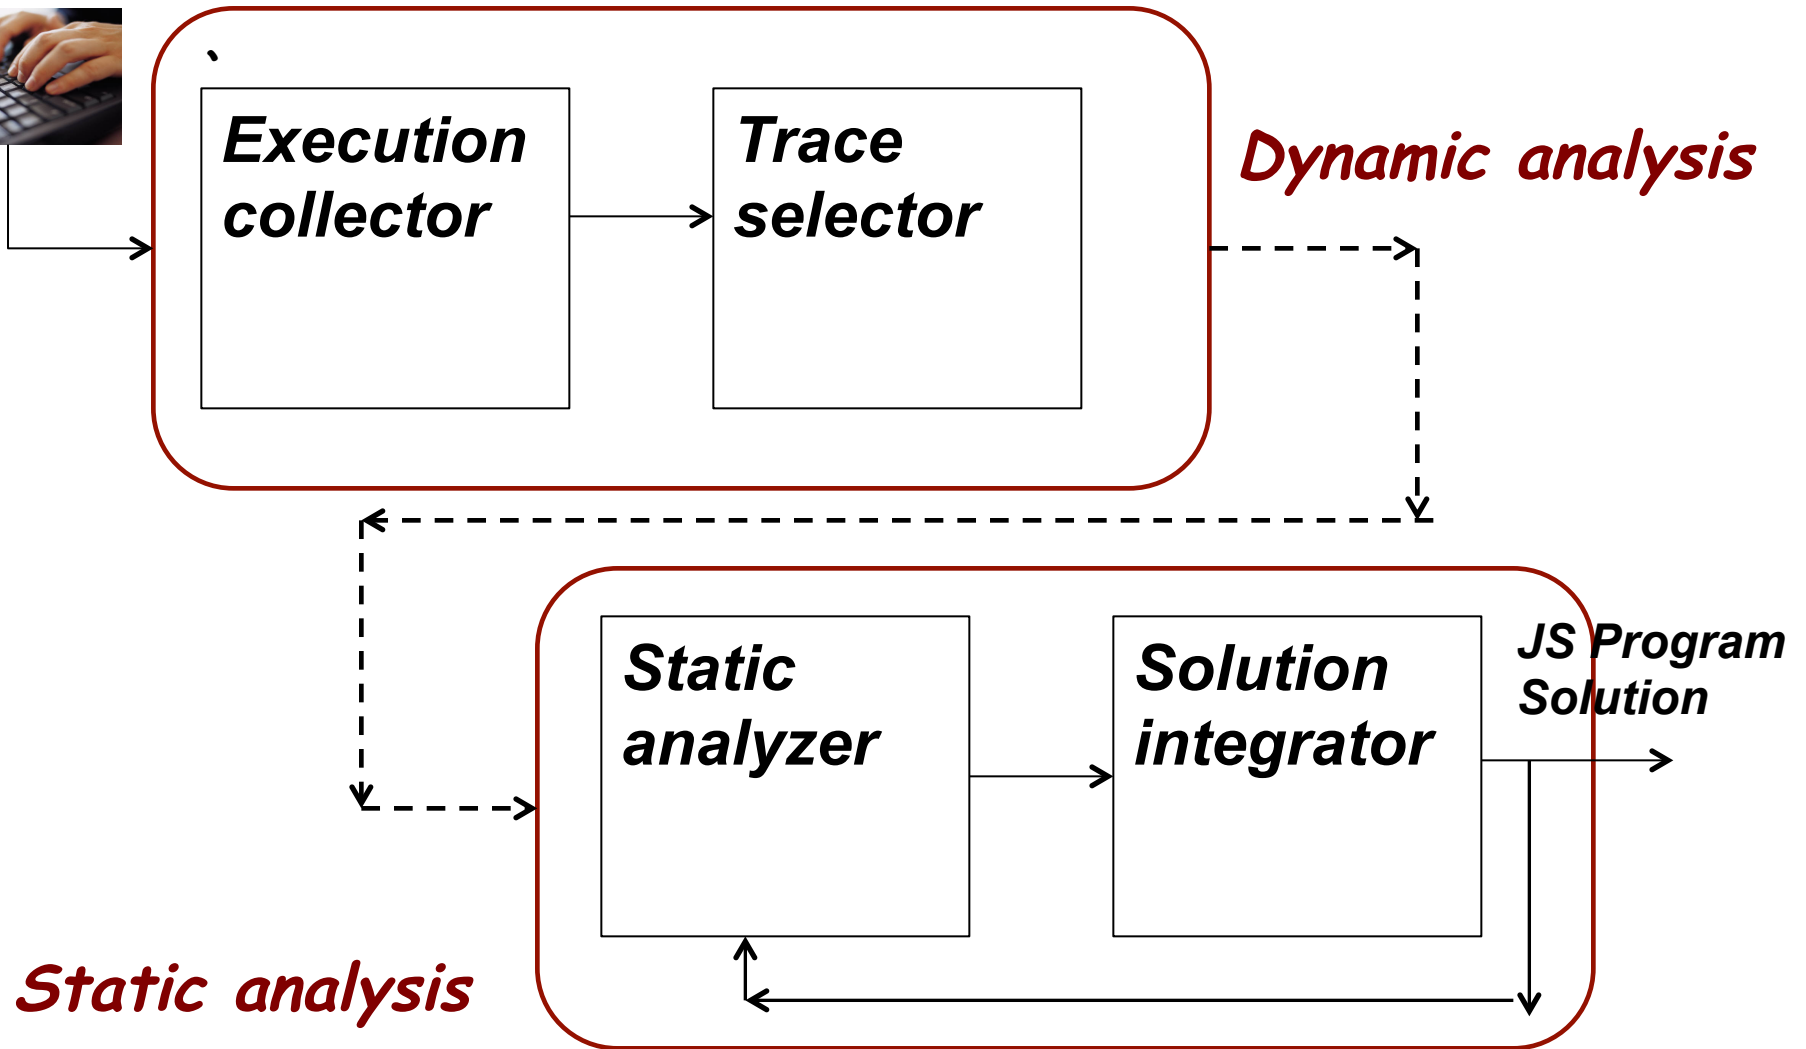 `
Execution
collector
Trace
selector
Dynamic analysis
Static
analyzer
Solution
integrator
JS Program
Solution
Static analysis